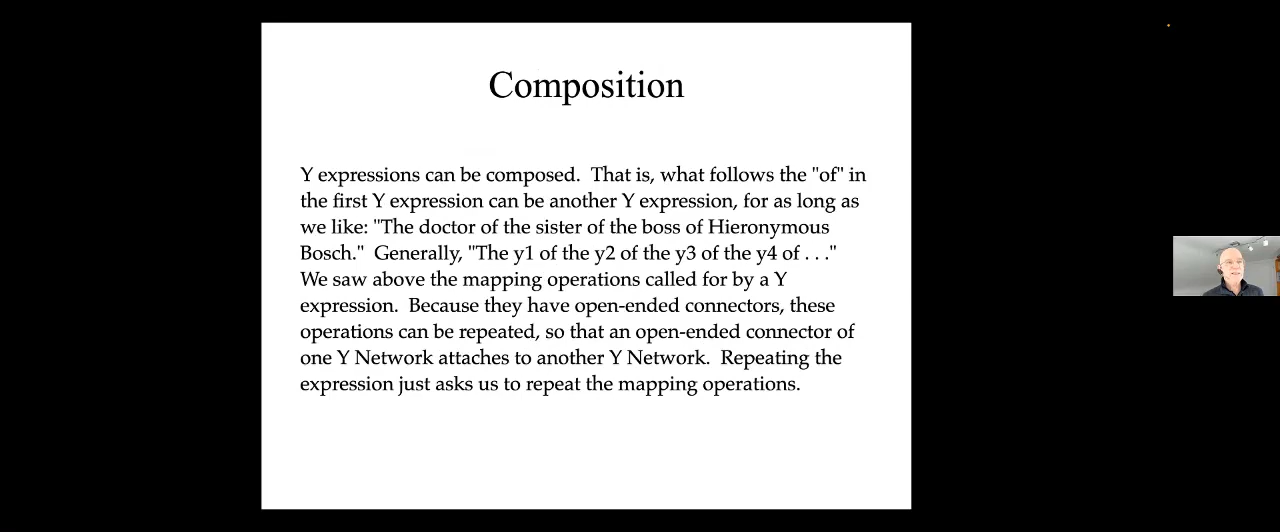 Composition
Y expressions can be composed.  That is, what follows the "of" in
the first Y expression can be another Y expression, for as long as
we like: "The doctor of the sister of the boss of Hieronymous
Bosch."  Generally, "The y1 of the y2 of the y3 of the y4 of . . ."
We saw above the mapping operations called for by a Y
expression.  Because they have open-ended connectors, these
operations can be repeated, so that an open-ended connector of
one Y Network attaches to another Y Network.  Repeating the
expression just asks us to repeat the mapping operations.